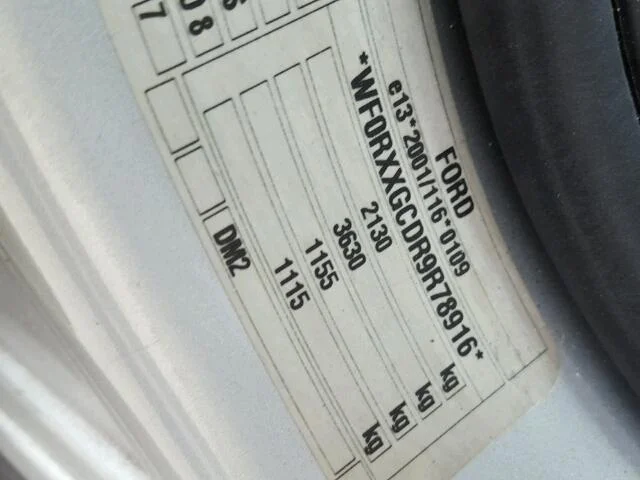 FORD
e13*2001/116*0109
*WF0RXXGCDR9R78916*
2130 kg
3630 kg
1155 kg
1115 kg
DM2